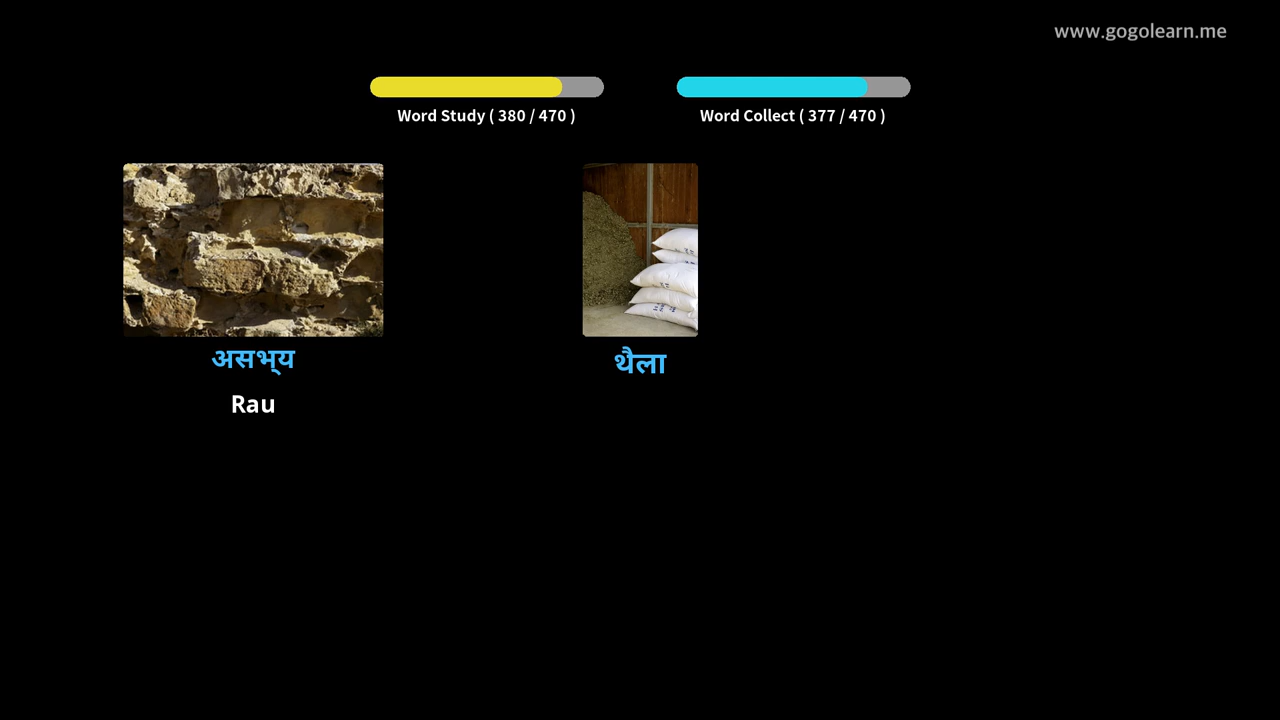 www.gogolearn.me
Word Study ( 380 / 470 )
Word Collect ( 377 / 470 )
असभ्य
थैला
Rau